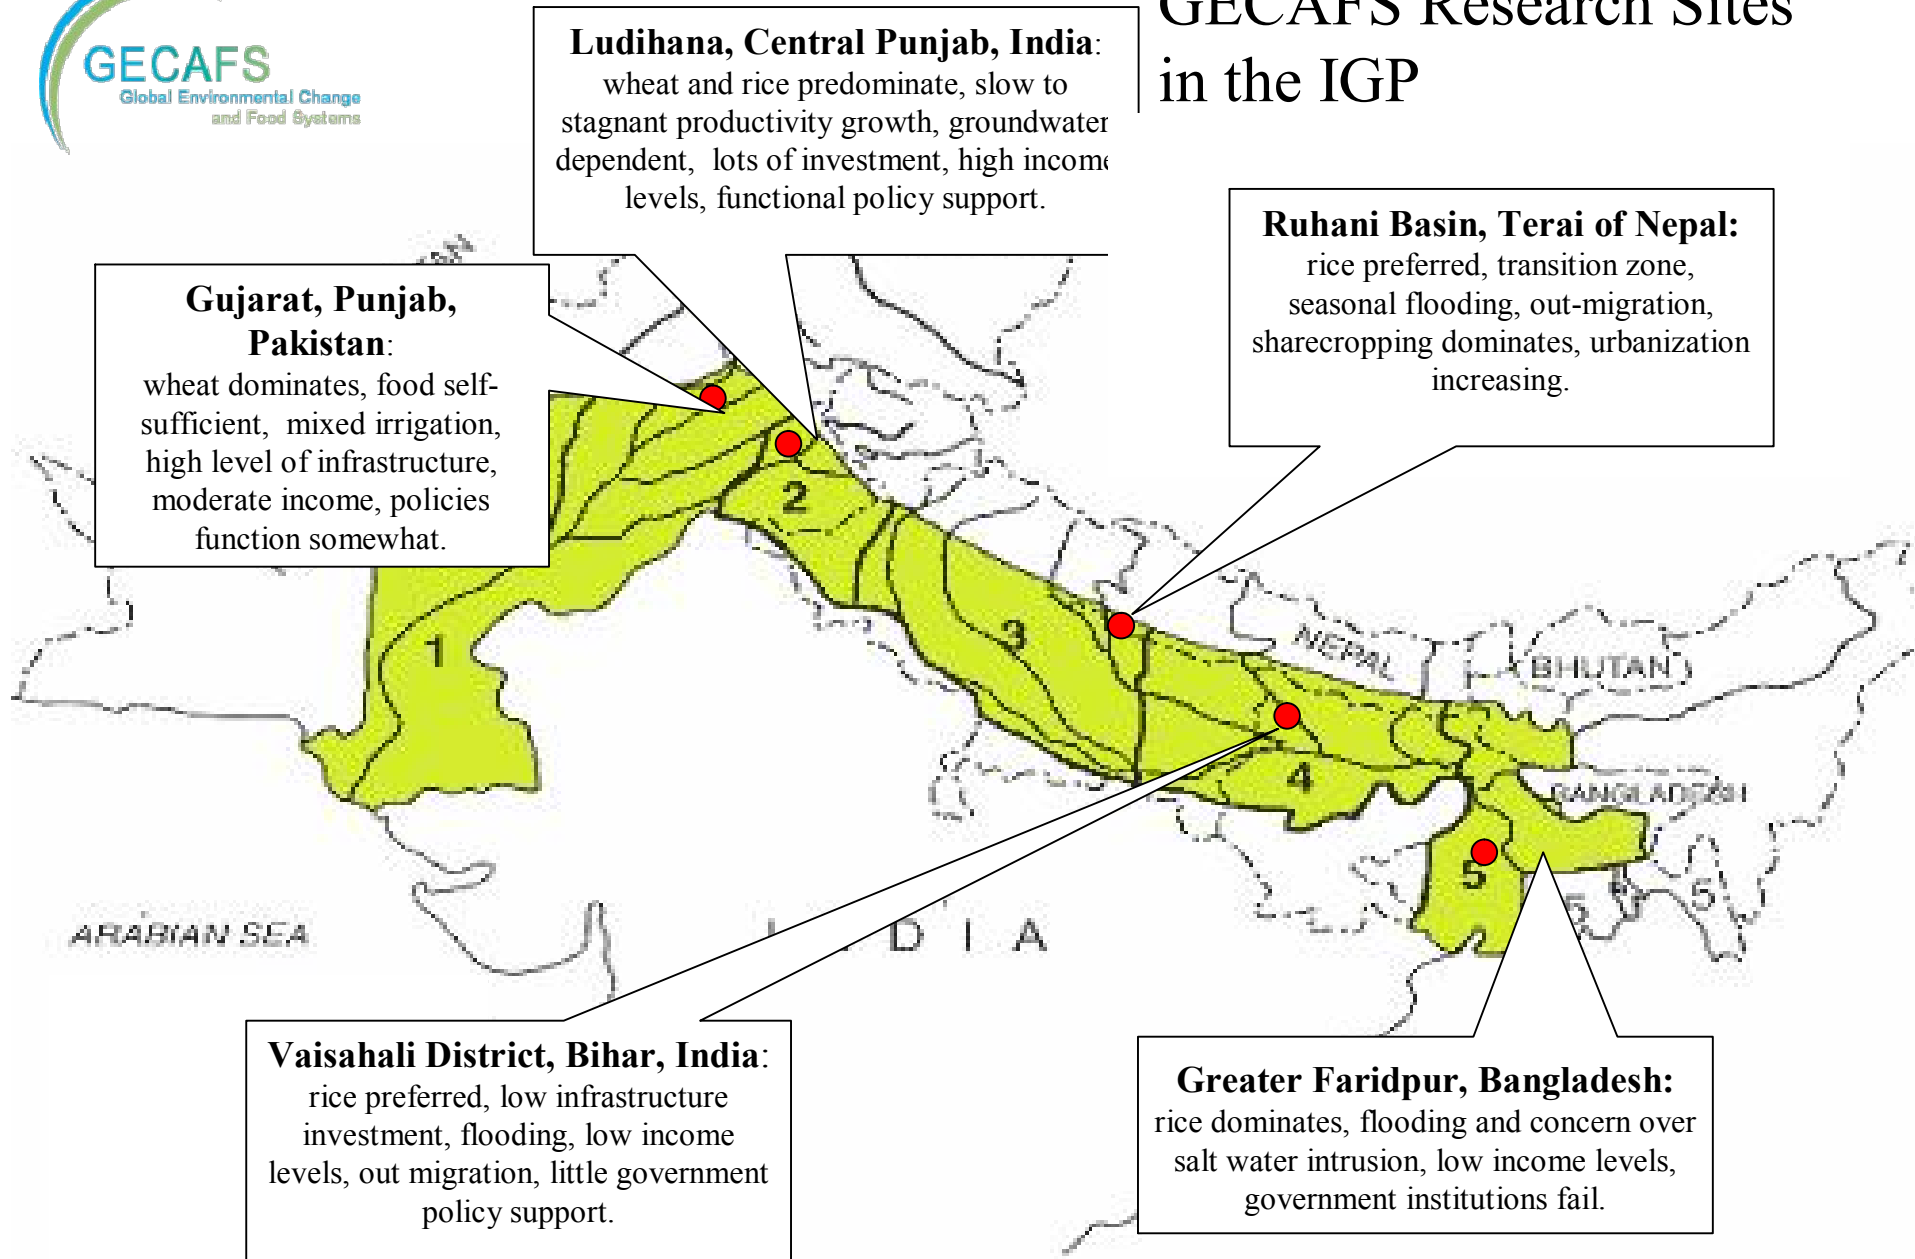 GECAFS Research Sites
in the IGP
GECAFS
Global Environmental Change
and Food Systems
Ludihana, Central Punjab, India:
wheat and rice predominate, slow to
stagnant productivity growth, groundwater
dependent, lots of investment, high income
levels, functional policy support.
Gujarat, Punjab,
Pakistan:
wheat dominates, food self-
sufficient, mixed irrigation,
high level of infrastructure,
moderate income, policies
function somewhat.
Ruhani Basin, Terai of Nepal:
rice preferred, transition zone,
seasonal flooding, out-migration,
sharecropping dominates, urbanization
increasing.
2
1
3
NEPAL
BHUTAN
4
BANGLADESH
5
5
5
ARABIAN SEA
I D I A
Vaisahali District, Bihar, India:
rice preferred, low infrastructure
investment, flooding, low income
levels, out migration, little government
policy support.
Greater Faridpur, Bangladesh:
rice dominates, flooding and concern over
salt water intrusion, low income levels,
government institutions fail.